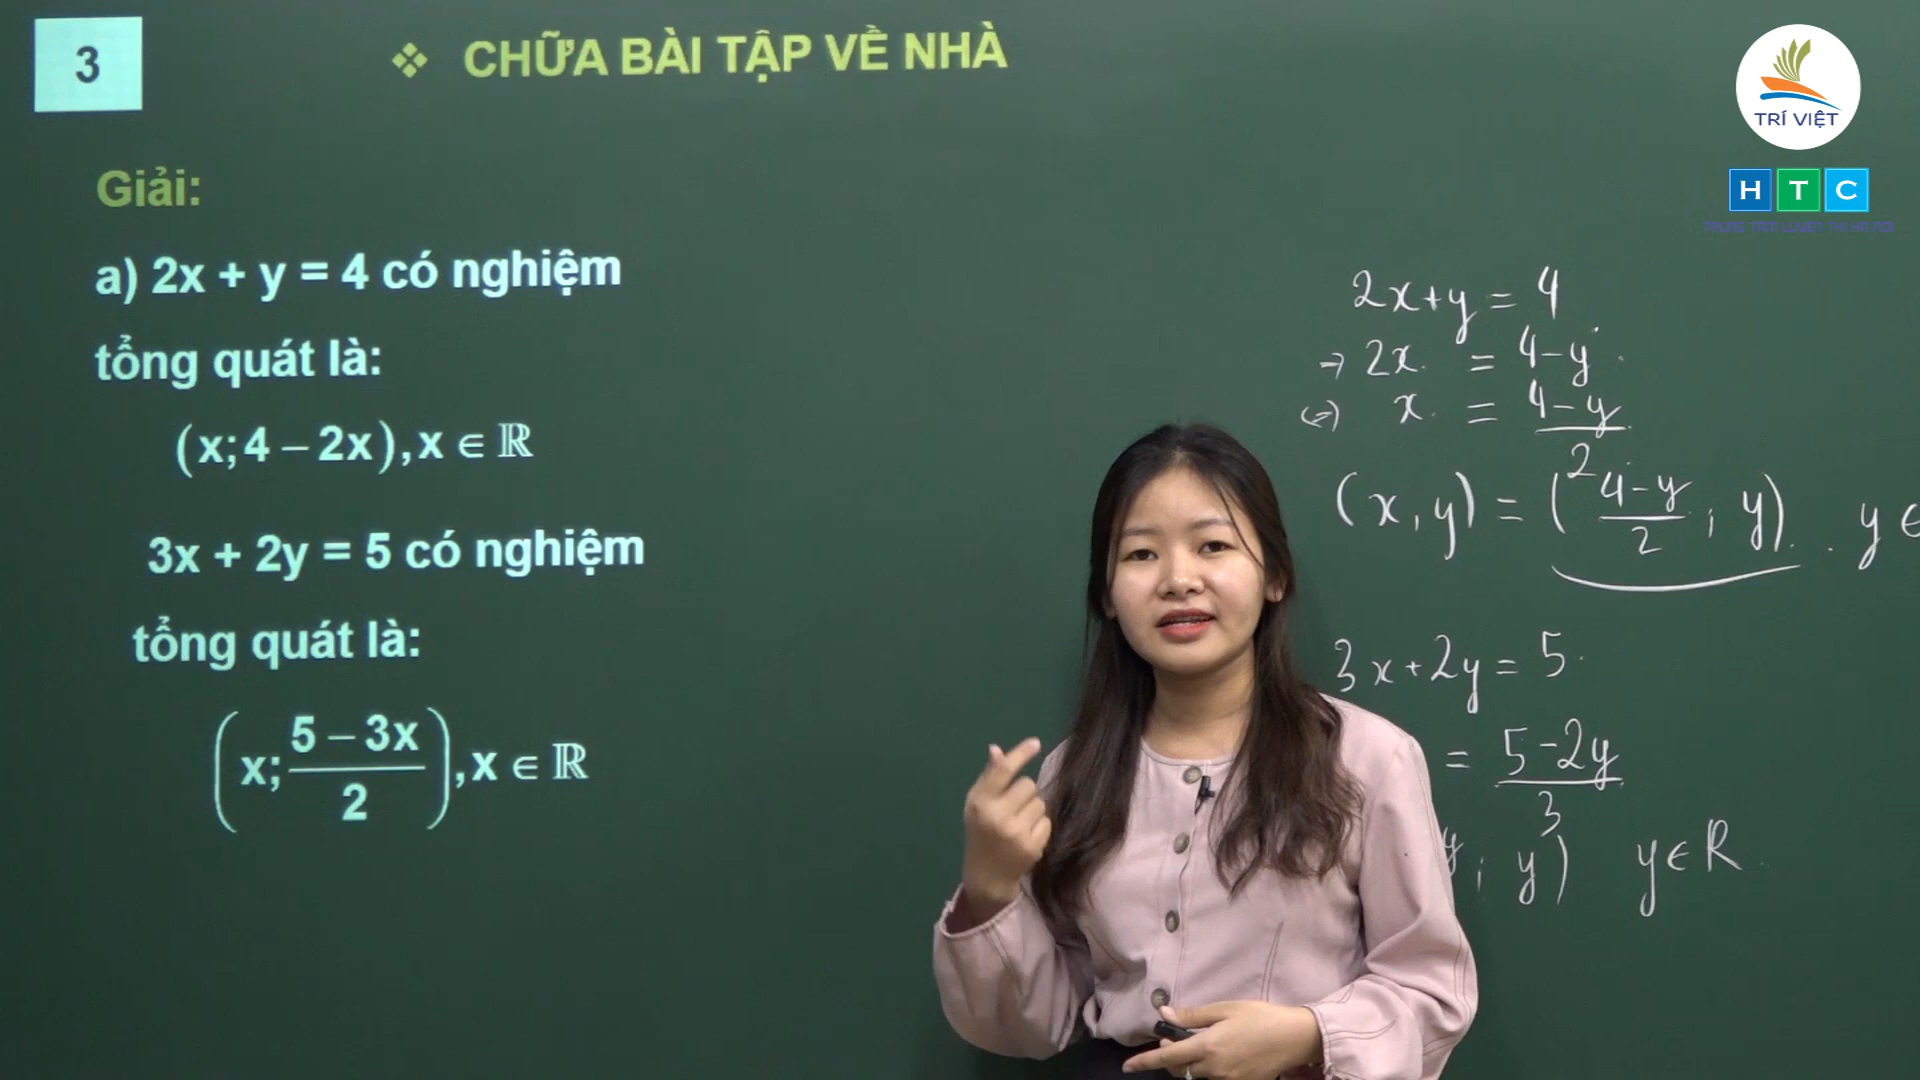 3
❖ CHỮA BÀI TẬP VỀ NHÀ
TRÍ VIỆT
H T C
Giải:
a) 2x + y = 4 có nghiệm
tổng quát là:
(x; 4 – 2x), x ∈ ℝ
3x + 2y = 5 có nghiệm
tổng quát là:
(x; (5 – 3x)/2), x ∈ ℝ
2x+y = 4
→ 2x = 4-y
↔ x = (4-y)/2
(x, y) = ((4-y)/2 ; y) y ∈
3x+2y = 5
= (5-2y)/3
y ; y) y ∈ R